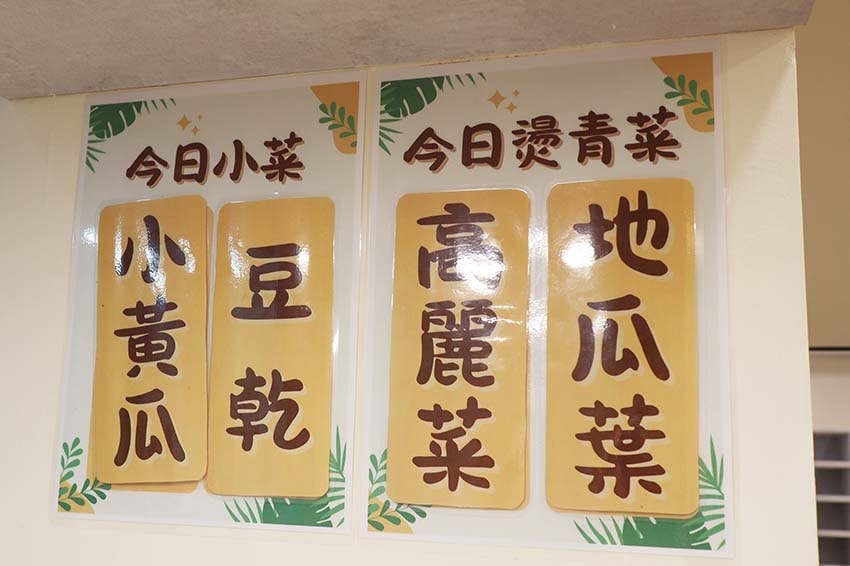 今日小菜
小黃瓜
豆乾
今日燙青菜
高麗菜
地瓜葉